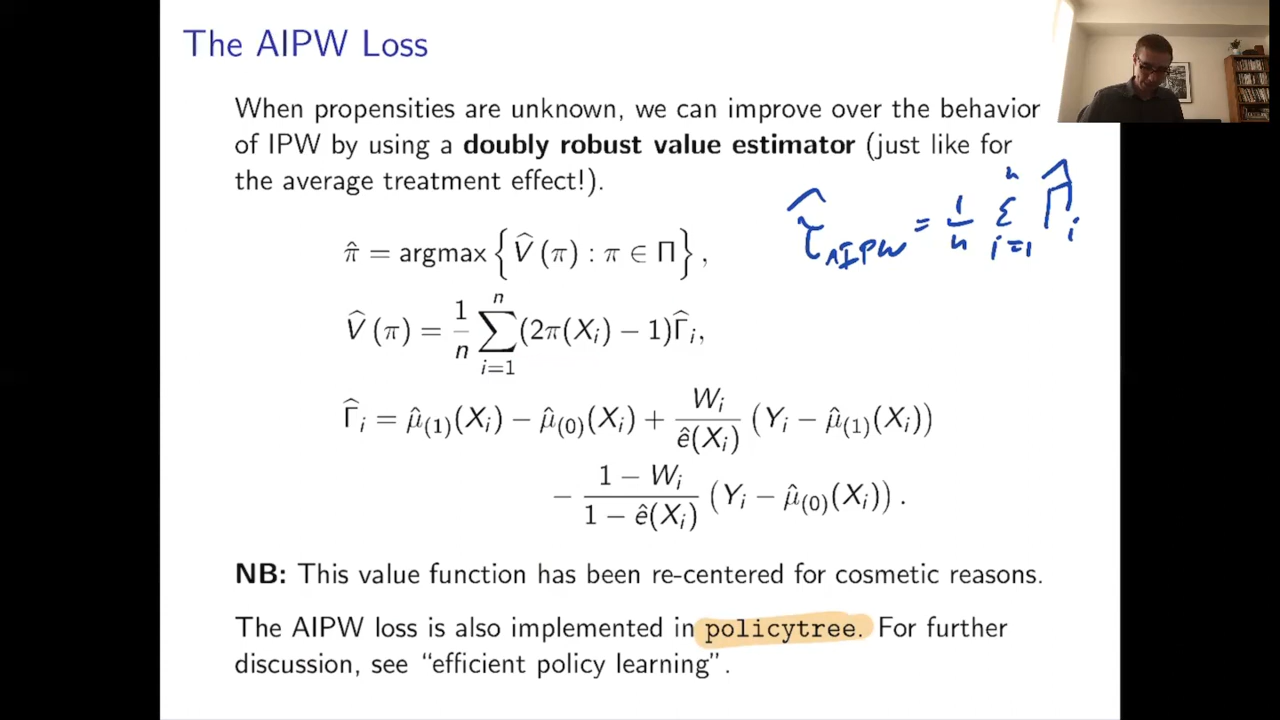 The AIPW Loss
When propensities are unknown, we can improve over the behavior
of IPW by using a doubly robust value estimator (just like for
the average treatment effect!).
τ̂_AIPW = 1/n Σ_{i=1}^n Γ̂_i
π̂ = argmax { V̂(π) : π ∈ Π } ,
V̂(π) = 1/n Σ_{i=1}^n (2π(X_i) − 1)Γ̂_i,
Γ̂_i = μ̂_(1)(X_i) − μ̂_(0)(X_i) + W_i/ê(X_i) (Y_i − μ̂_(1)(X_i))
− (1 − W_i)/(1 − ê(X_i)) (Y_i − μ̂_(0)(X_i)) .
NB: This value function has been re-centered for cosmetic reasons.
The AIPW loss is also implemented in policytree. For further
discussion, see “efficient policy learning”.